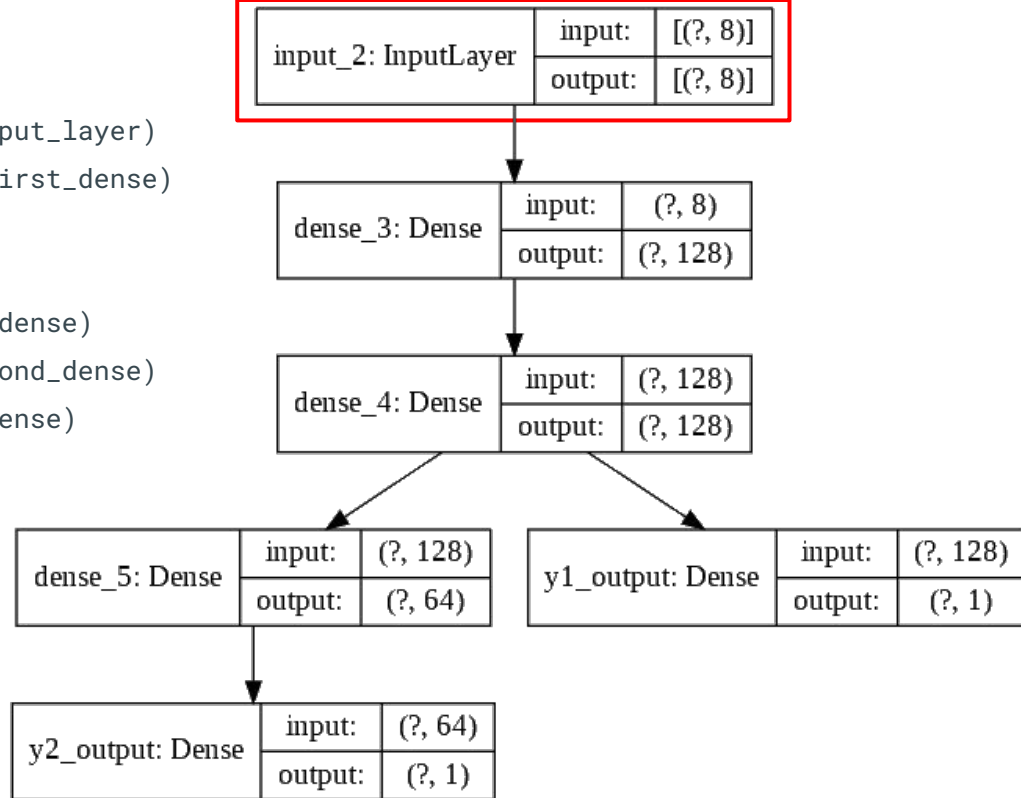 input_2: InputLayer
input: [(?, 8)]
output: [(?, 8)]
put_layer)
irst_dense)
dense_3: Dense
input: (?, 8)
output: (?, 128)
dense)
ond_dense)
ense)
dense_4: Dense
input: (?, 128)
output: (?, 128)
dense_5: Dense
input: (?, 128)
output: (?, 64)
y1_output: Dense
input: (?, 128)
output: (?, 1)
y2_output: Dense
input: (?, 64)
output: (?, 1)